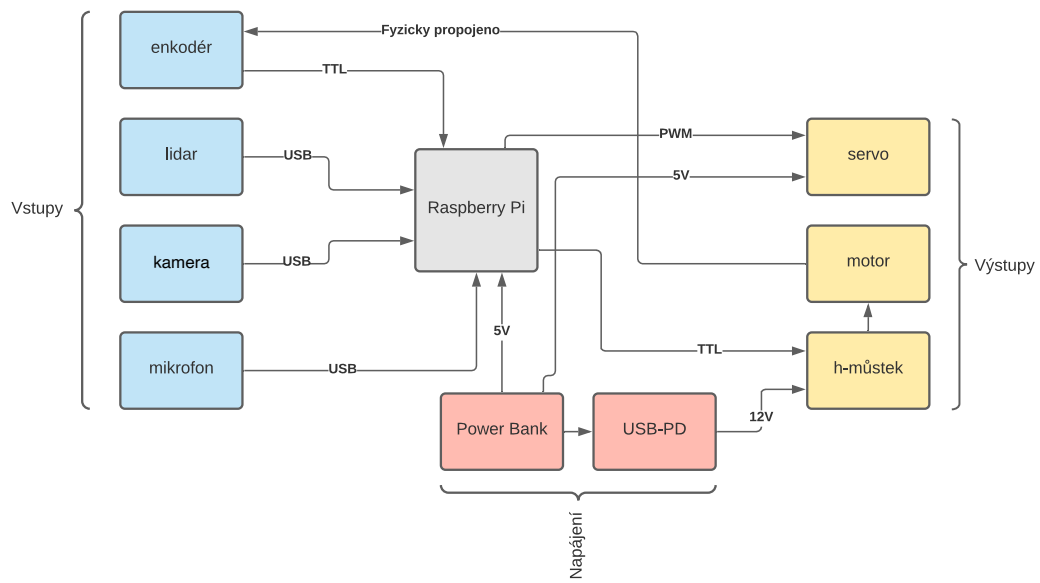 enkodér
Fyzicky propojeno
TTL
lidar
USB
PWM
servo
5V
Vstupy
Raspberry Pi
kamera
USB
motor
Výstupy
5V
TTL
mikrofon
USB
h-můstek
12V
Power Bank
USB-PD
Napájení